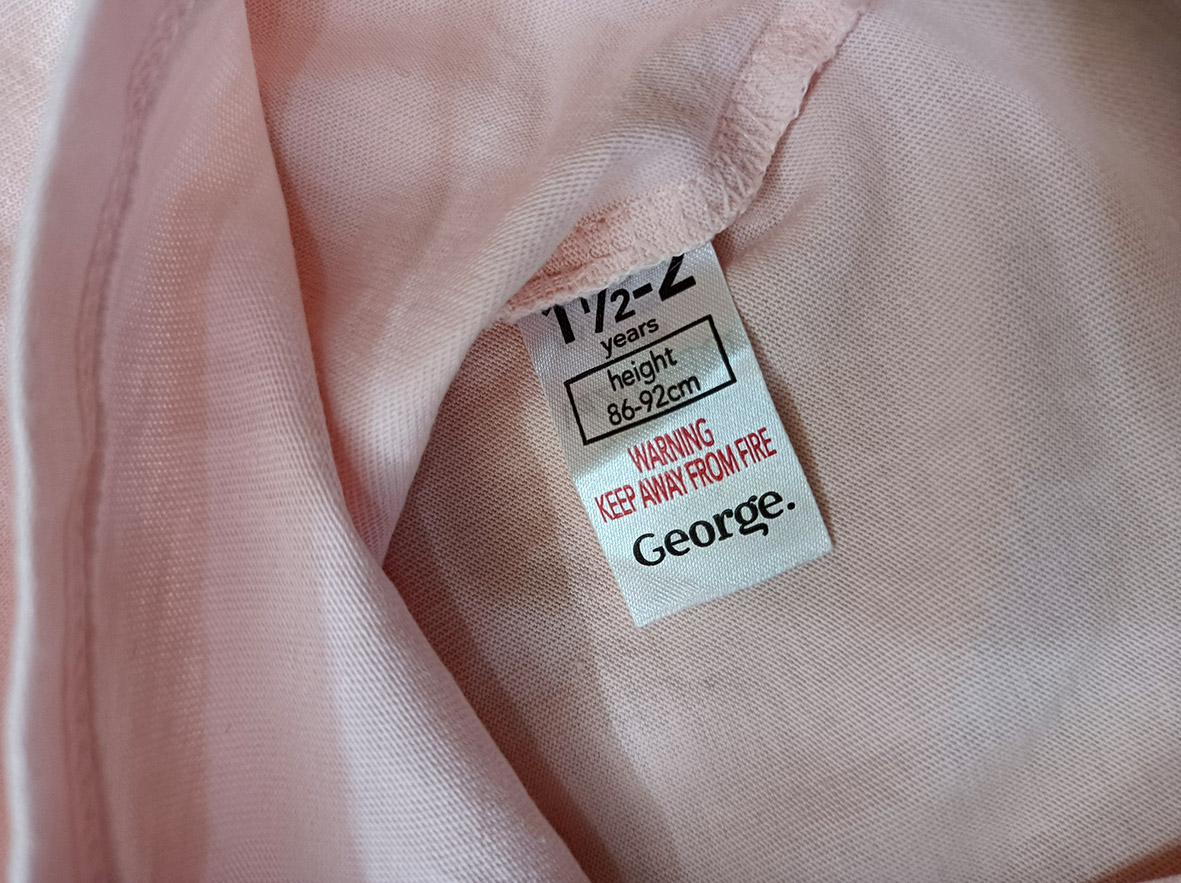 1½-2
years
height
86-92cm
WARNING
KEEP AWAY FROM FIRE
George.